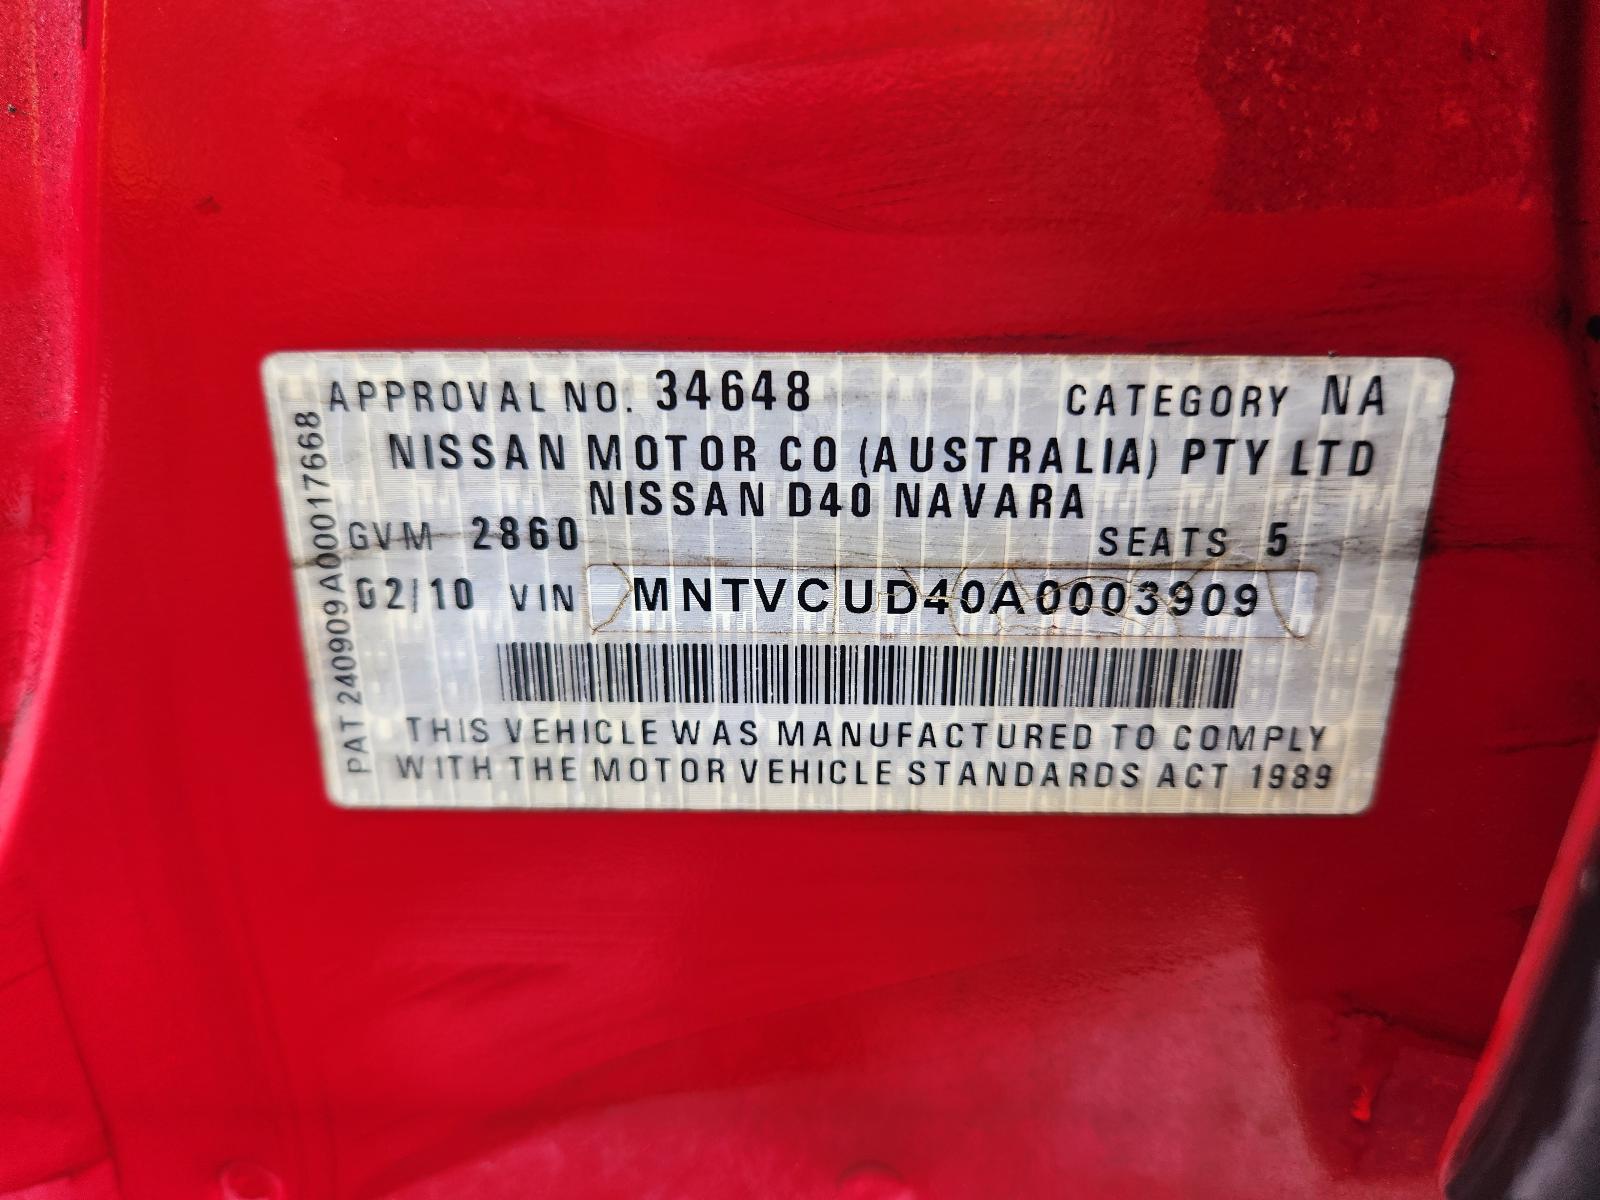 APPROVAL NO. 34648 CATEGORY NA
NISSAN MOTOR CO (AUSTRALIA) PTY LTD
NISSAN D40 NAVARA
GVM 2860 SEATS 5
02/10 VIN MNTVCUD40A0003909
THIS VEHICLE WAS MANUFACTURED TO COMPLY
WITH THE MOTOR VEHICLE STANDARDS ACT 1989
PAT 240909A00017668